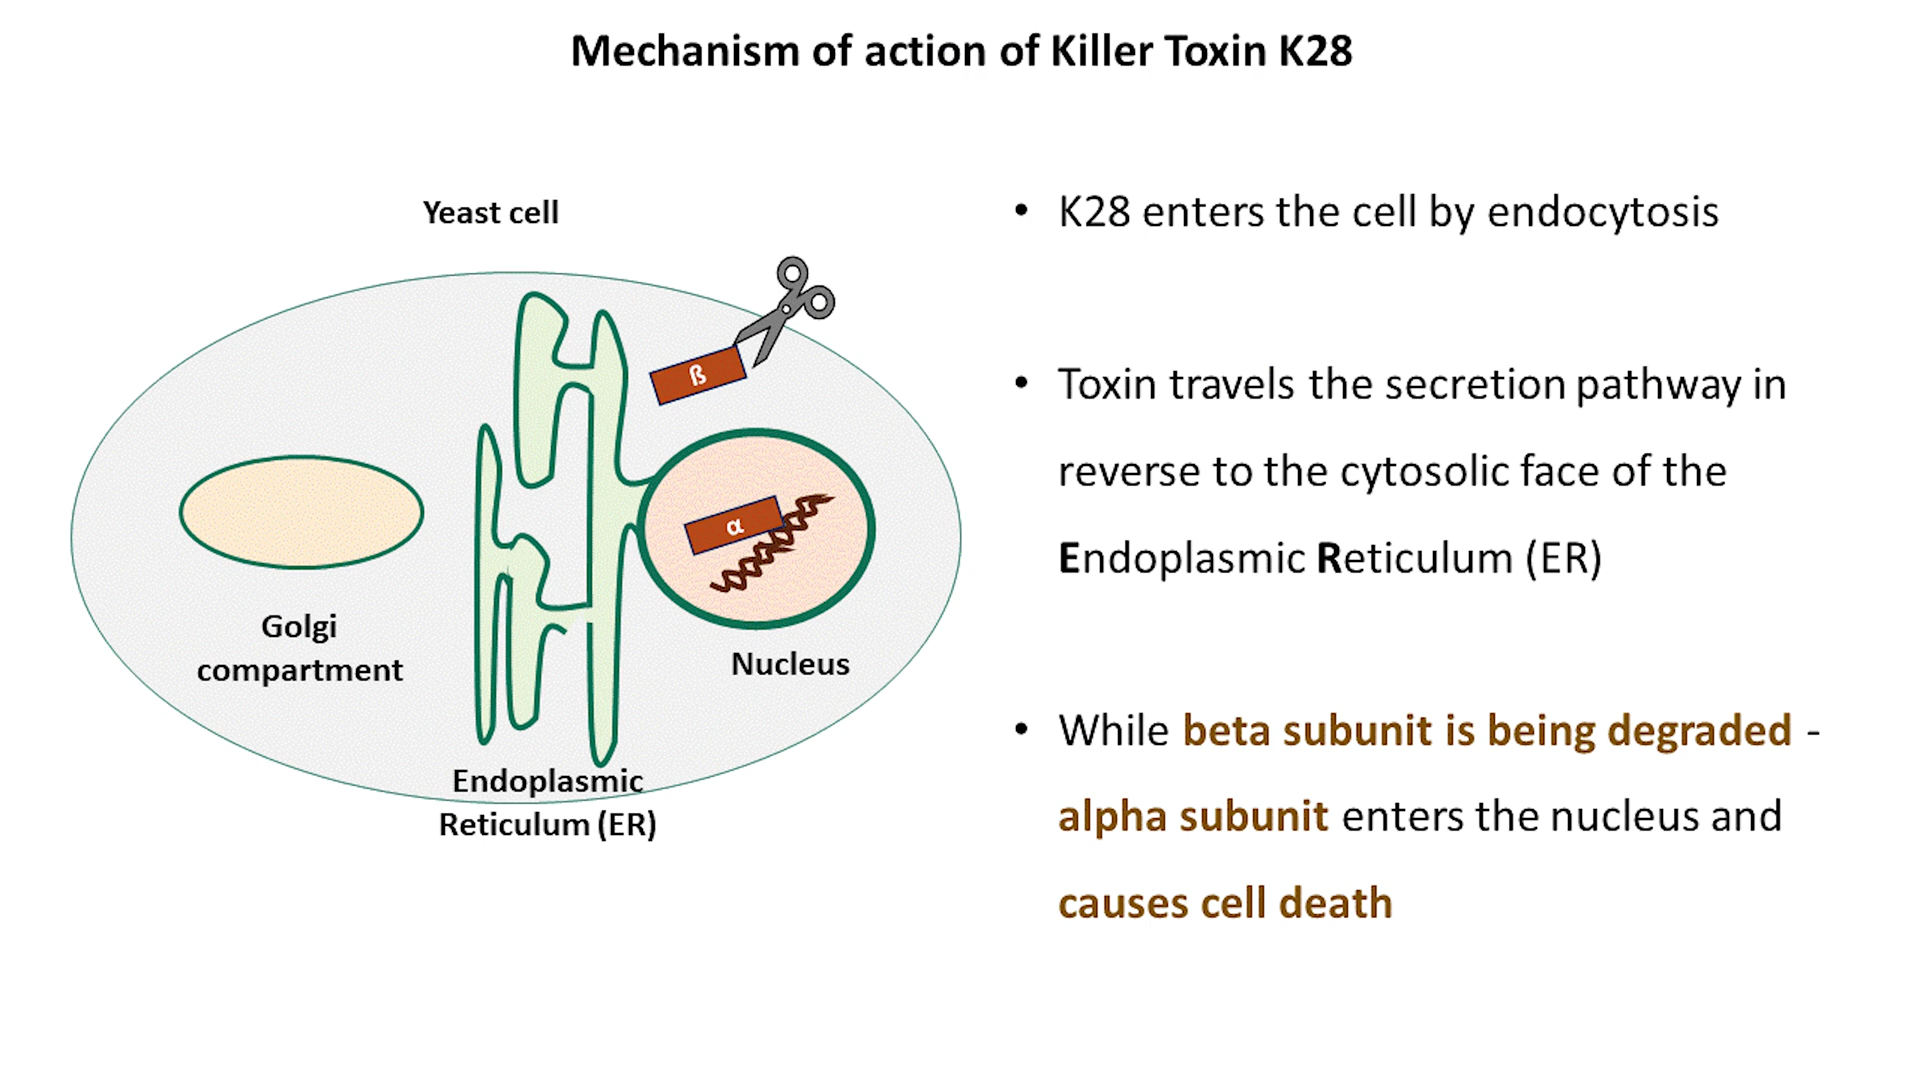 Mechanism of action of Killer Toxin K28
Yeast cell
ß
α
Golgi
compartment
Nucleus
Endoplasmic
Reticulum (ER)
• K28 enters the cell by endocytosis
• Toxin travels the secretion pathway in
reverse to the cytosolic face of the
Endoplasmic Reticulum (ER)
• While beta subunit is being degraded -
alpha subunit enters the nucleus and
causes cell death